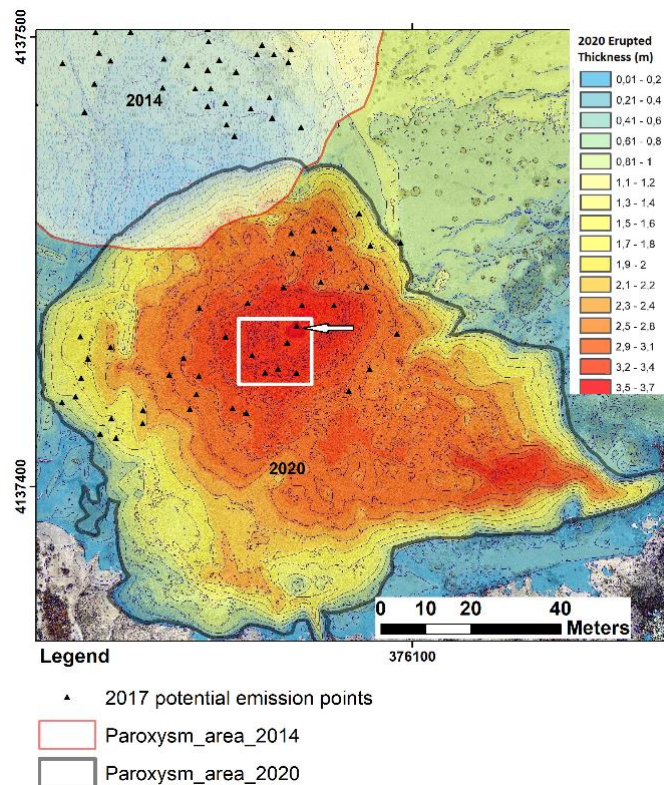 4137500
2020 Erupted
Thickness (m)
0,01 - 0,2
0,21 - 0,4
0,41 - 0,6
0,61 - 0,8
0,81 - 1
1,1 - 1,2
1,3 - 1,4
1,5 - 1,6
1,7 - 1,8
1,9 - 2
2,1 - 2,2
2,3 - 2,4
2,5 - 2,8
2,9 - 3,1
3,2 - 3,4
3,5 - 3,7
2014
2020
4137400
0 10 20 40
Meters
Legend
376100
2017 potential emission points
Paroxysm_area_2014
Paroxysm_area_2020